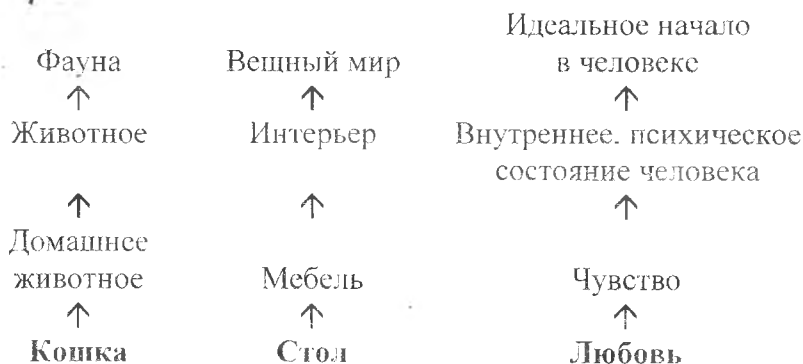 Идеальное начало
Фауна Вещный мир в человеке
↑ ↑ ↑
Животное Интерьер Внутреннее. психическое
состояние человека
↑ ↑ ↑
Домашнее
животное Мебель Чувство
↑ ↑ ↑
Кошка Стол Любовь